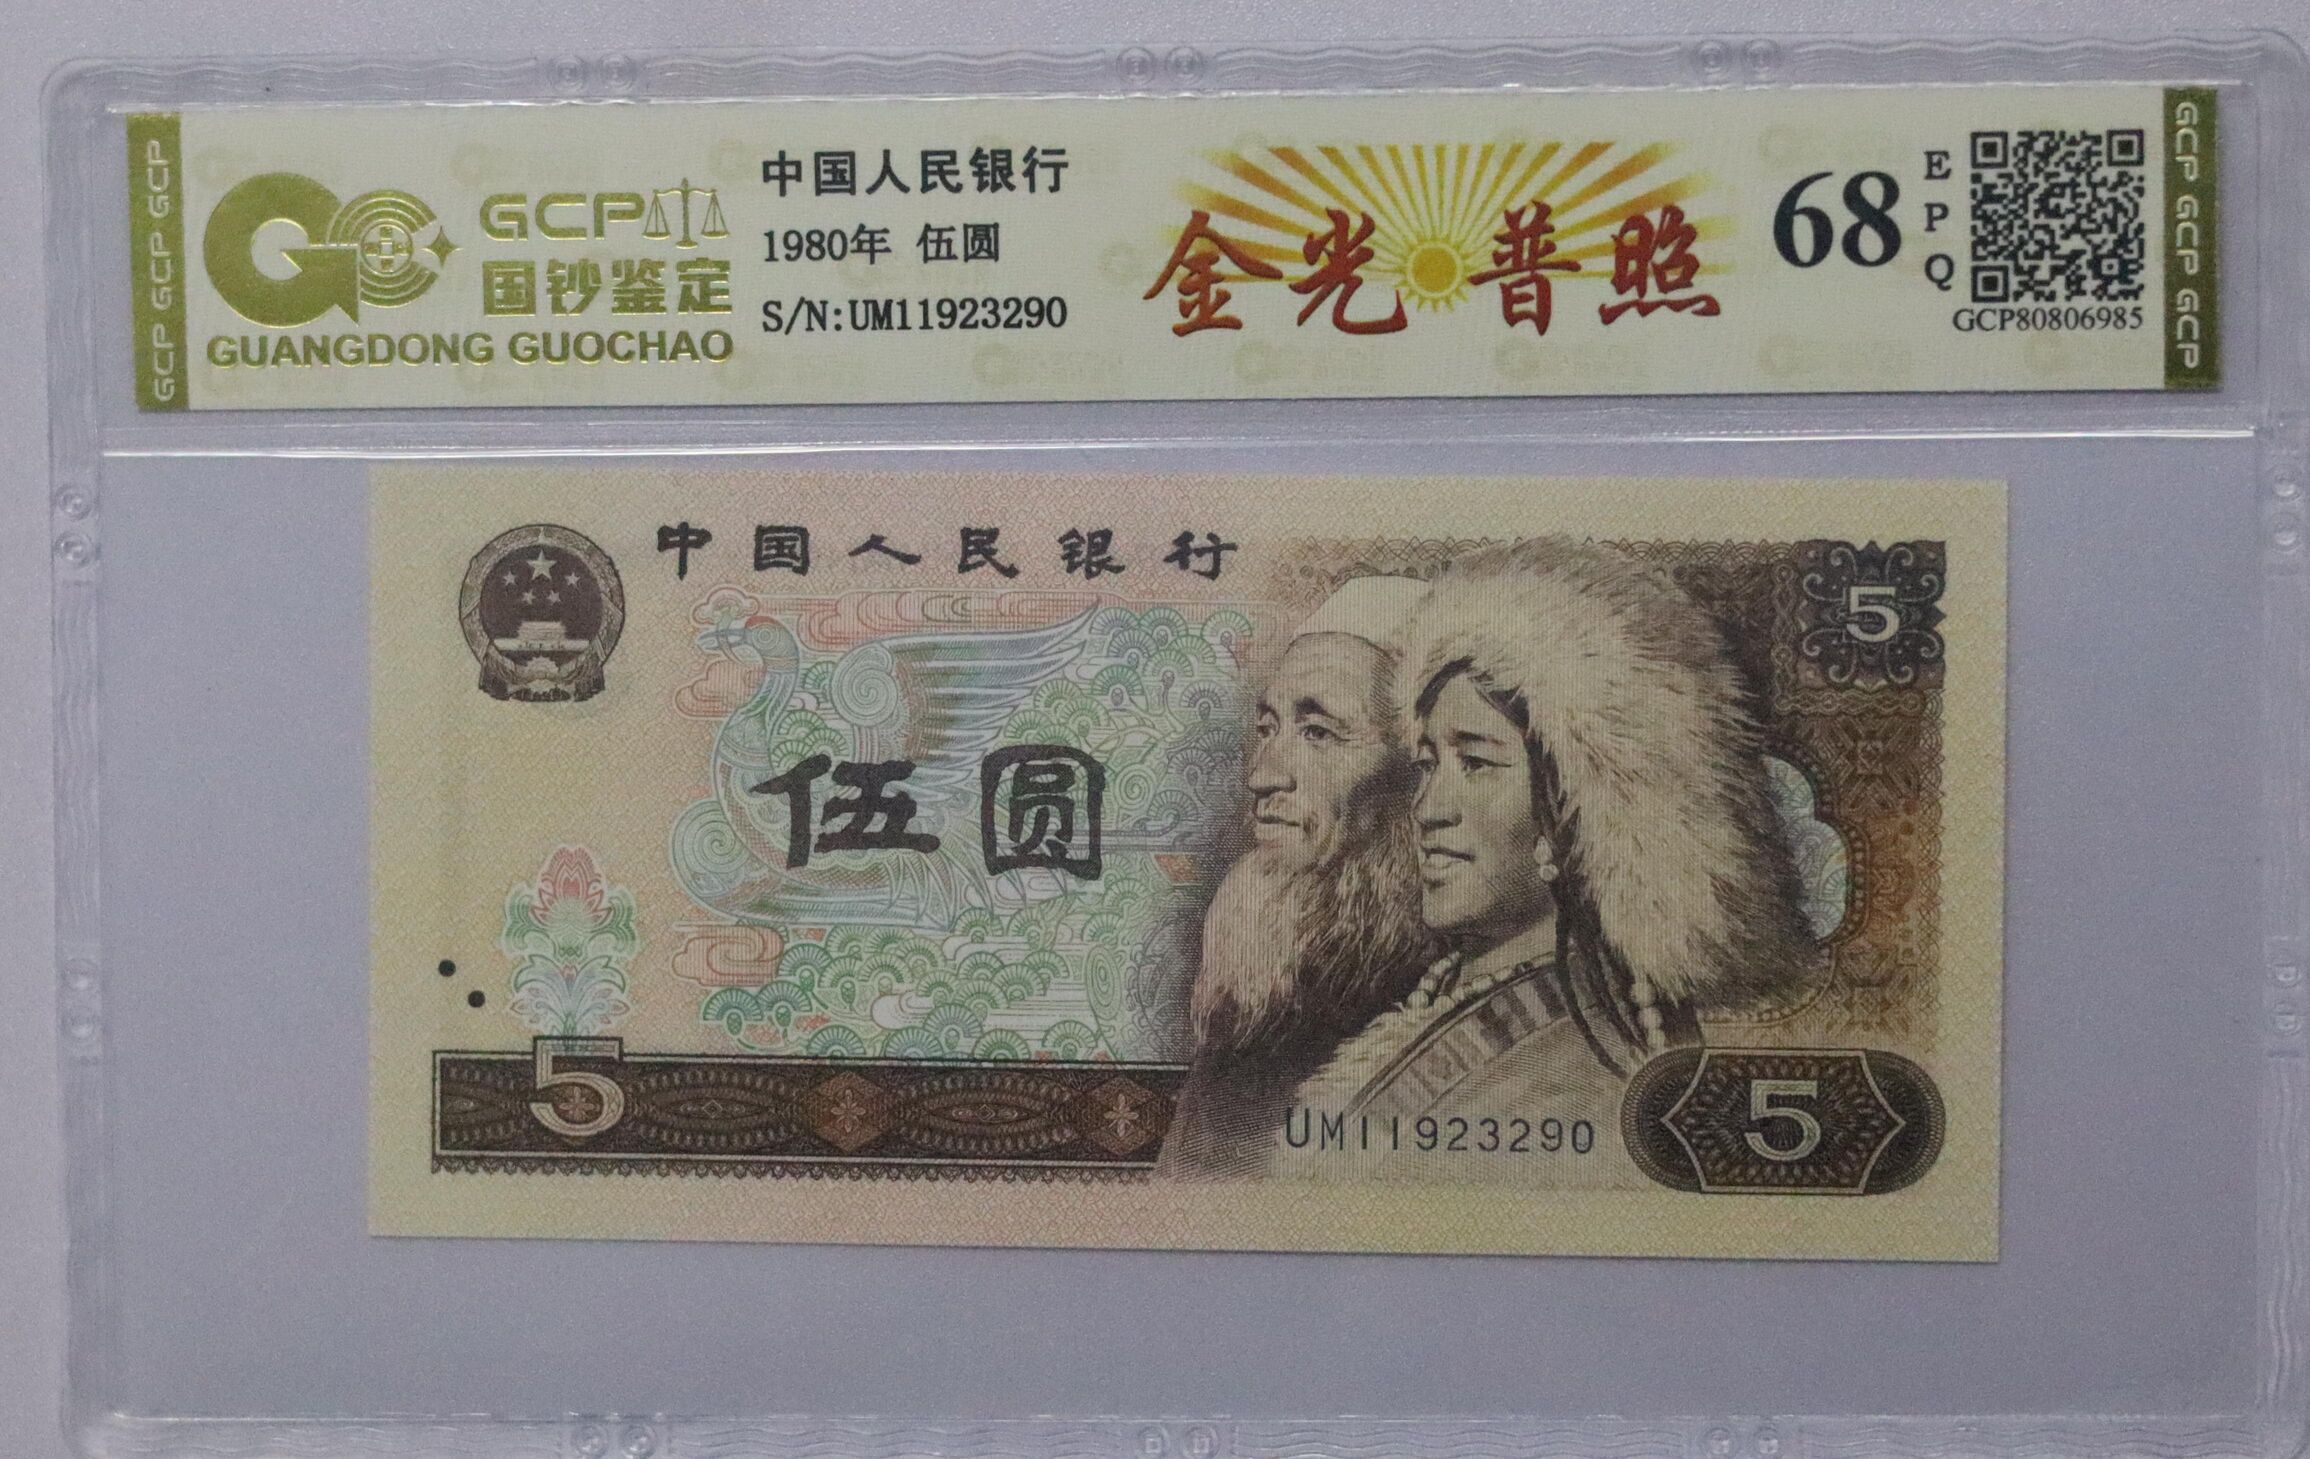 GCP GCP GCP
GCP
国钞鉴定
GUANGDONG GUOCHAO
中国人民银行
1980年 伍圆
S/N:UM11923290
金光普照
68
E
P
Q
GCP80806985
GCP GCP GCP
中国人民银行
5
伍圆
5
UM11923290
5